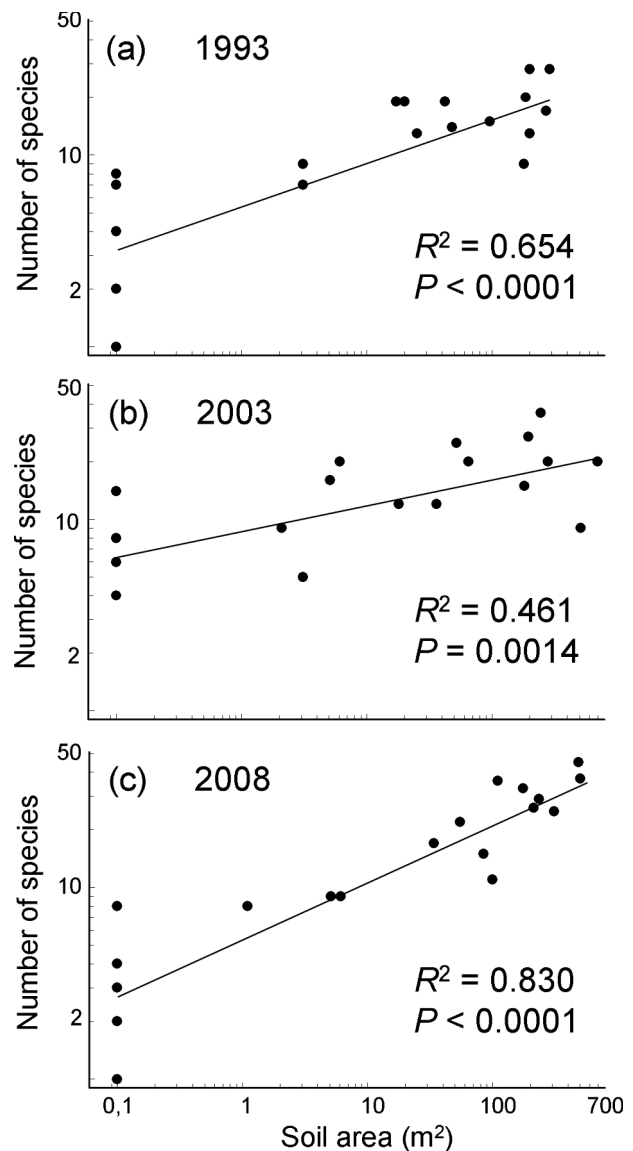 50
(a) 1993
10
2
Number of species
R² = 0.654
P < 0.0001
50
(b) 2003
10
2
Number of species
R² = 0.461
P = 0.0014
50
(c) 2008
10
2
Number of species
R² = 0.830
P < 0.0001
0,1 1 10 100 700
Soil area (m²)